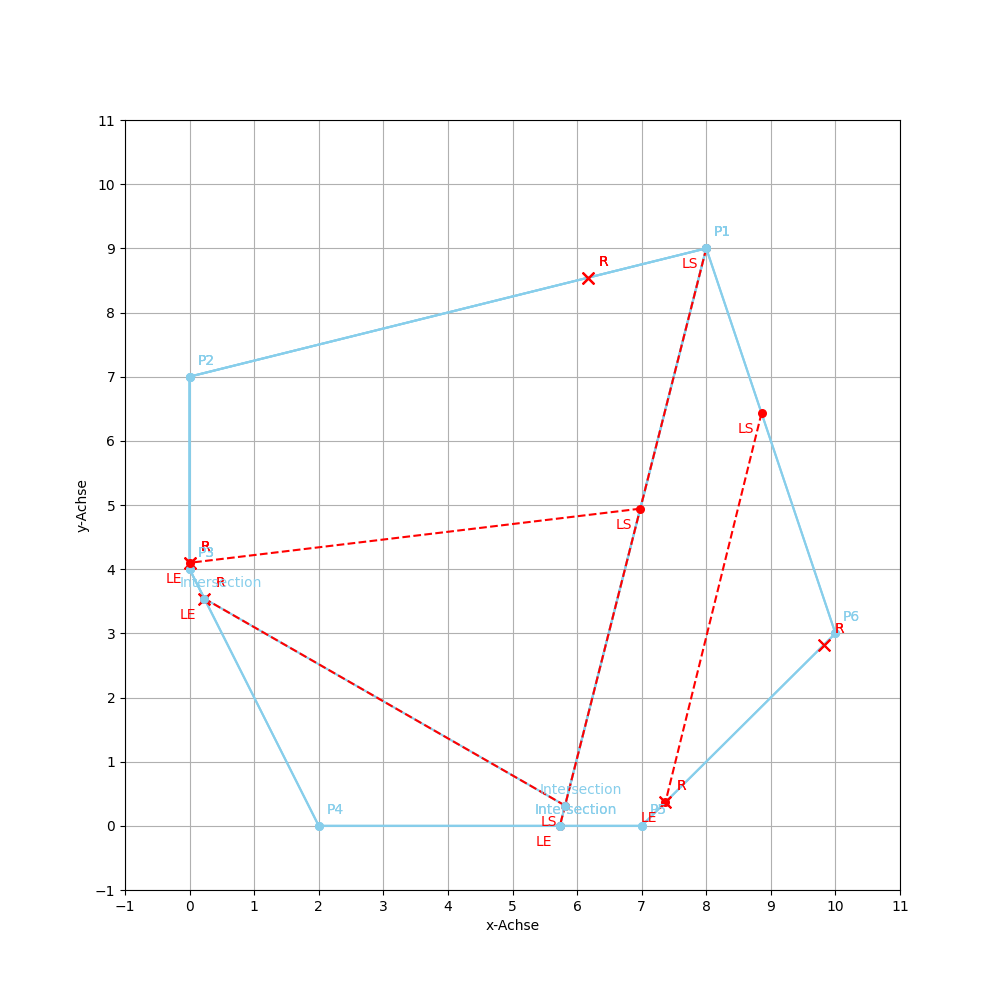 11
10
9
8
7
6
5
4
3
2
1
0
−1
P1
R
LS
P2
LS
R
P3
LS
LE
Intersection
R
LE
P6
R
Intersection
R
Intersection
P4
P5
LE
LS
LE
−1 0 1 2 3 4 5 6 7 8 9 10 11
x-Achse
y-Achse